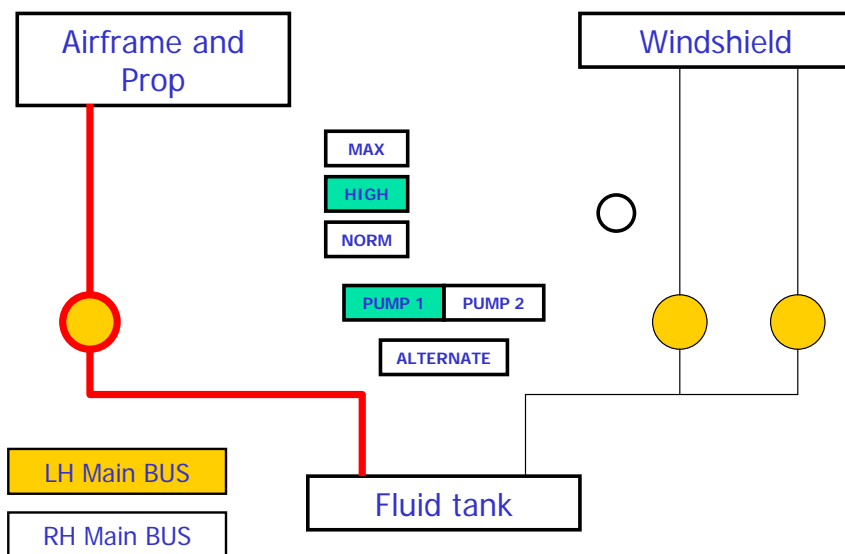 Airframe and
Prop
Windshield
MAX
HIGH
NORM
PUMP 1
PUMP 2
ALTERNATE
LH Main BUS
Fluid tank
RH Main BUS